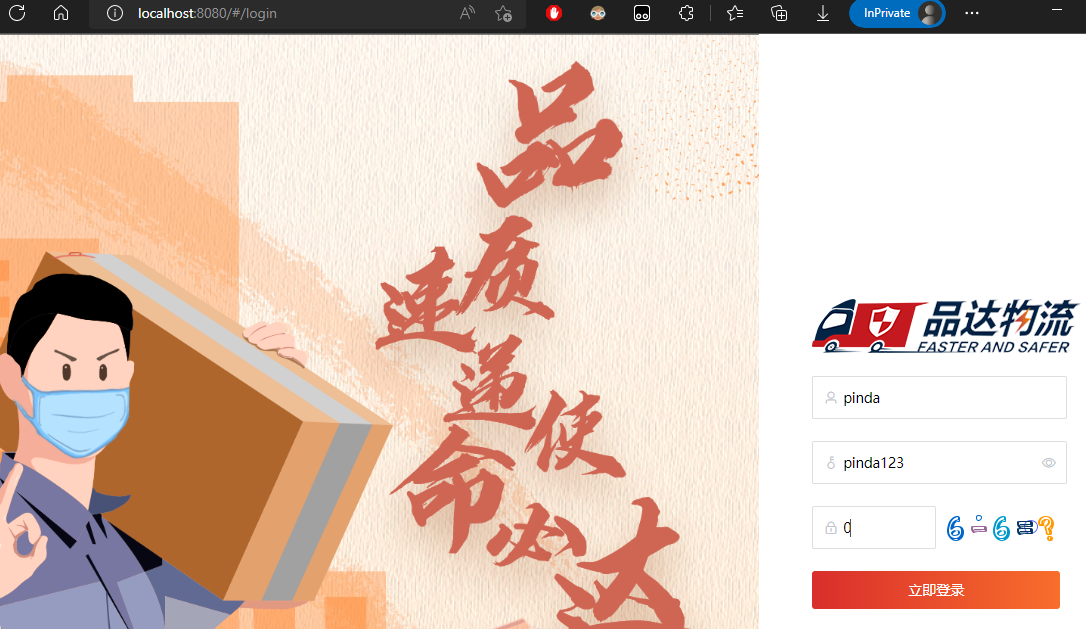 localhost:8080/#/login
InPrivate
品
质
速
递
使
命
必
达
品达物流
FASTER AND SAFER
pinda
pinda123
0
6-6=?
立即登录